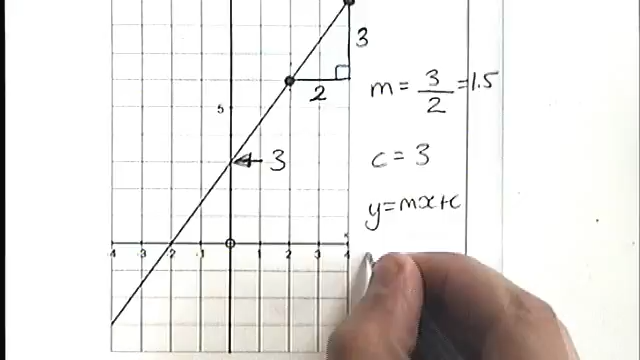 3
2
m = 3/2 = 1.5
5
3
c = 3
y = mx + c
-4 -3 -2 -1 0 1 2 3 4